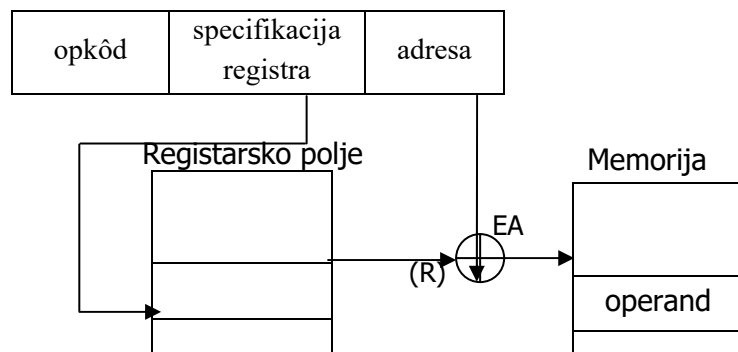 opkôd
specifikacija
registra
adresa
Registarsko polje
Memorija
EA
(R)
operand